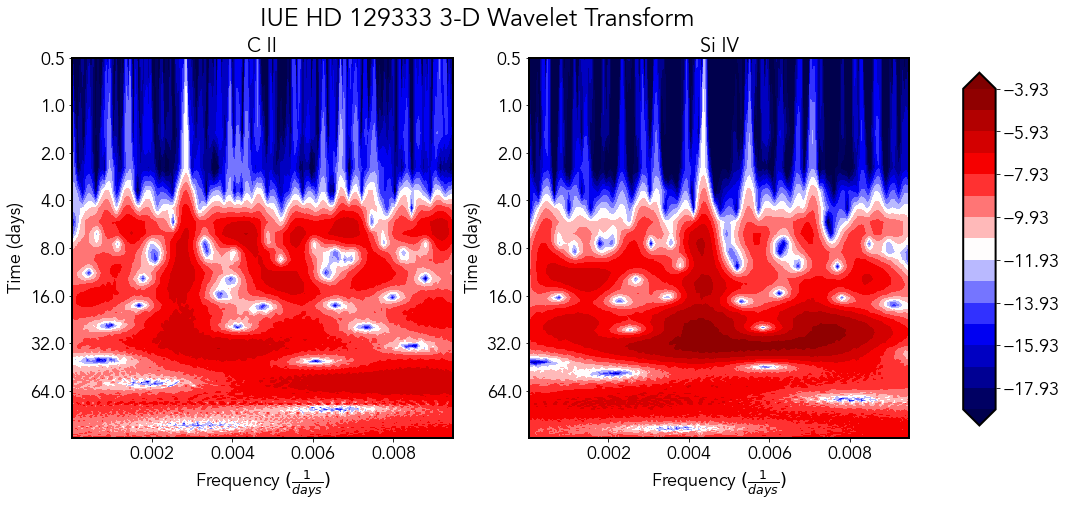 IUE HD 129333 3-D Wavelet Transform
C II
Si IV
Time (days)
0.5
1.0
2.0
4.0
8.0
16.0
32.0
64.0
0.002 0.004 0.006 0.008
Frequency (1/days)
Time (days)
0.5
1.0
2.0
4.0
8.0
16.0
32.0
64.0
0.002 0.004 0.006 0.008
Frequency (1/days)
−3.93
−5.93
−7.93
−9.93
−11.93
−13.93
−15.93
−17.93